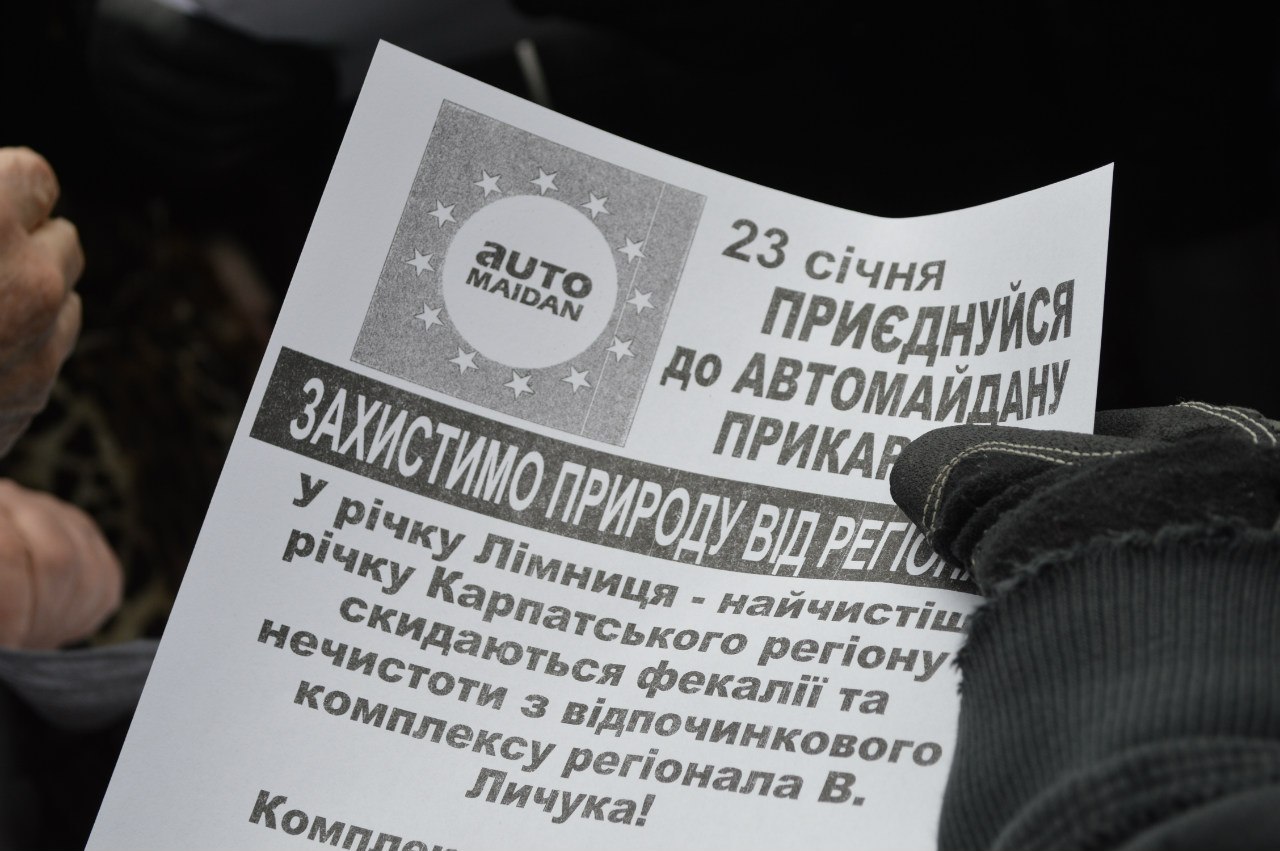 auto
MAIDAN
23 січня
ПРИЄДНУЙСЯ
до АВТОМАЙДАНУ
ЗАХИСТИМО ПРИРОДУ ВІД
У річку Лімниця -
річку Карпатського регіону
скидаються фекалії та
нечистоти з відпочинкового
комплексу регіонала В.
Личука!